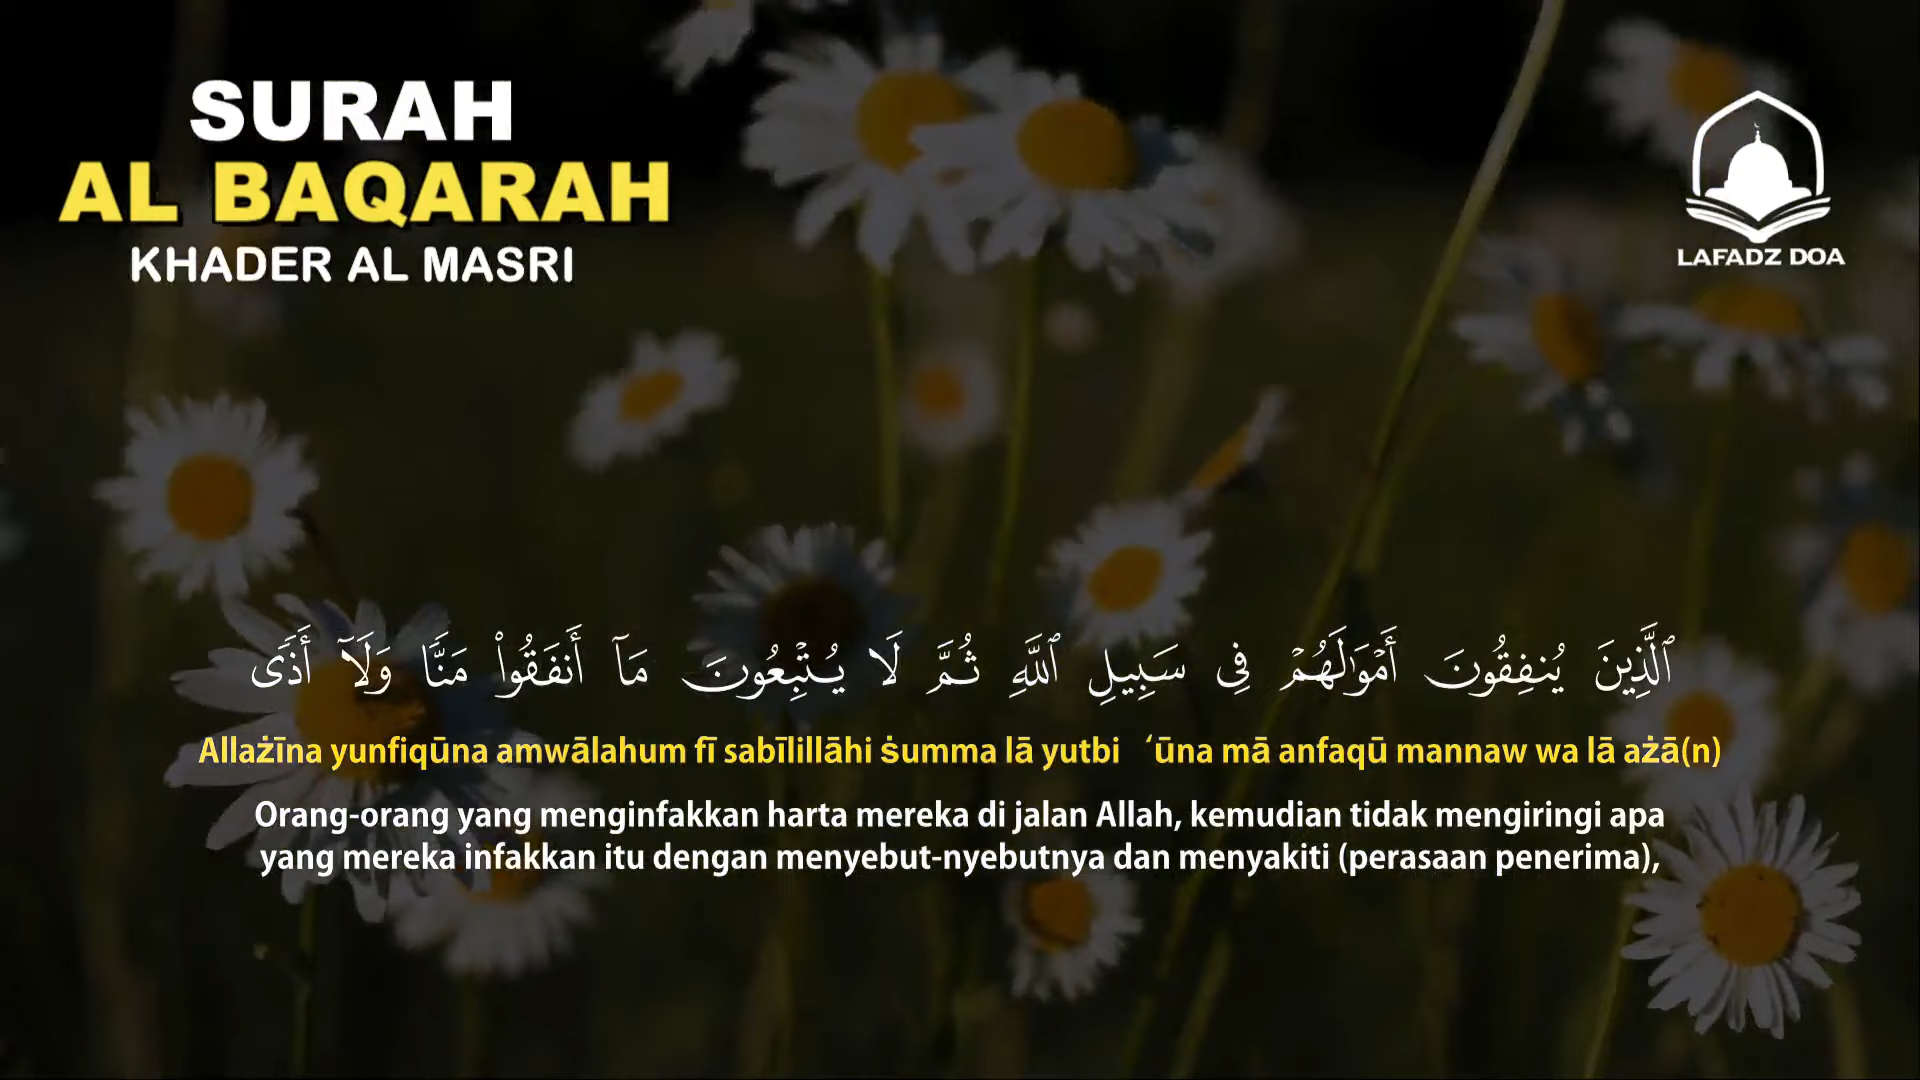 SURAH
AL BAQARAH
KHADER AL MASRI
LAFADZ DOA
ٱلَّذِينَ يُنفِقُونَ أَمْوَٰلَهُمْ فِى سَبِيلِ ٱللَّهِ ثُمَّ لَا يُتْبِعُونَ مَآ أَنفَقُوا۟ مَنًّا وَلَآ أَذًى
Allażīna yunfiqūna amwālahum fī sabīlillāhi ṡumma lā yutbi ‘ūna mā anfaqū mannaw wa lā ażā(n)
Orang-orang yang menginfakkan harta mereka di jalan Allah, kemudian tidak mengiringi apa
yang mereka infakkan itu dengan menyebut-nyebutnya dan menyakiti (perasaan penerima),